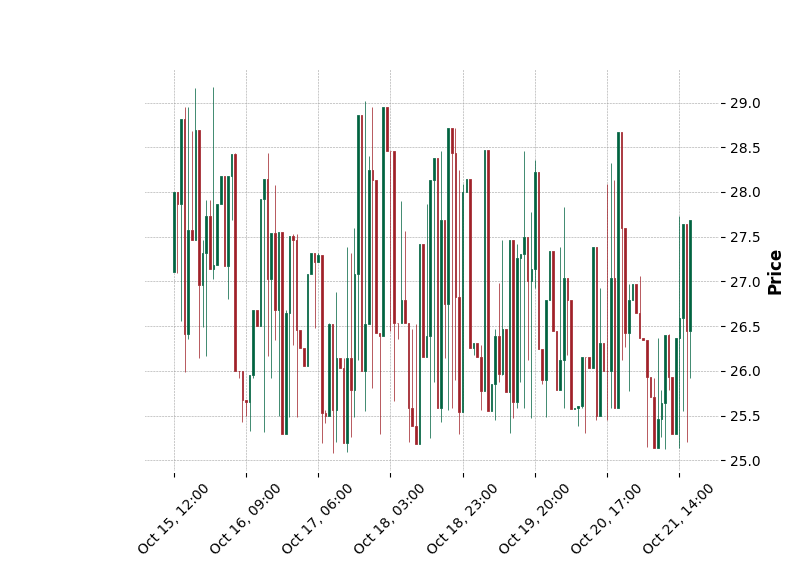 29.0
28.5
28.0
27.5
27.0
26.5
26.0
25.5
25.0
Price
Oct 15, 12:00
Oct 16, 09:00
Oct 17, 06:00
Oct 18, 03:00
Oct 18, 23:00
Oct 19, 20:00
Oct 20, 17:00
Oct 21, 14:00